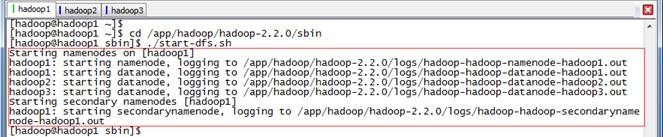 hadoop1 hadoop2 hadoop3
[hadoop@hadoop1 ~]$
[hadoop@hadoop1 ~]$ cd /app/hadoop/hadoop-2.2.0/sbin
[hadoop@hadoop1 sbin]$ ./start-dfs.sh
Starting namenodes on [hadoop1]
hadoop1: starting namenode, logging to /app/hadoop/hadoop-2.2.0/logs/hadoop-hadoop-namenode-hadoop1.out
hadoop1: starting datanode, logging to /app/hadoop/hadoop-2.2.0/logs/hadoop-hadoop-datanode-hadoop1.out
hadoop2: starting datanode, logging to /app/hadoop/hadoop-2.2.0/logs/hadoop-hadoop-datanode-hadoop2.out
hadoop3: starting datanode, logging to /app/hadoop/hadoop-2.2.0/logs/hadoop-hadoop-datanode-hadoop3.out
Starting secondary namenodes [hadoop1]
hadoop1: starting secondarynamenode, logging to /app/hadoop/hadoop-2.2.0/logs/hadoop-hadoop-secondaryname
node-hadoop1.out
[hadoop@hadoop1 sbin]$